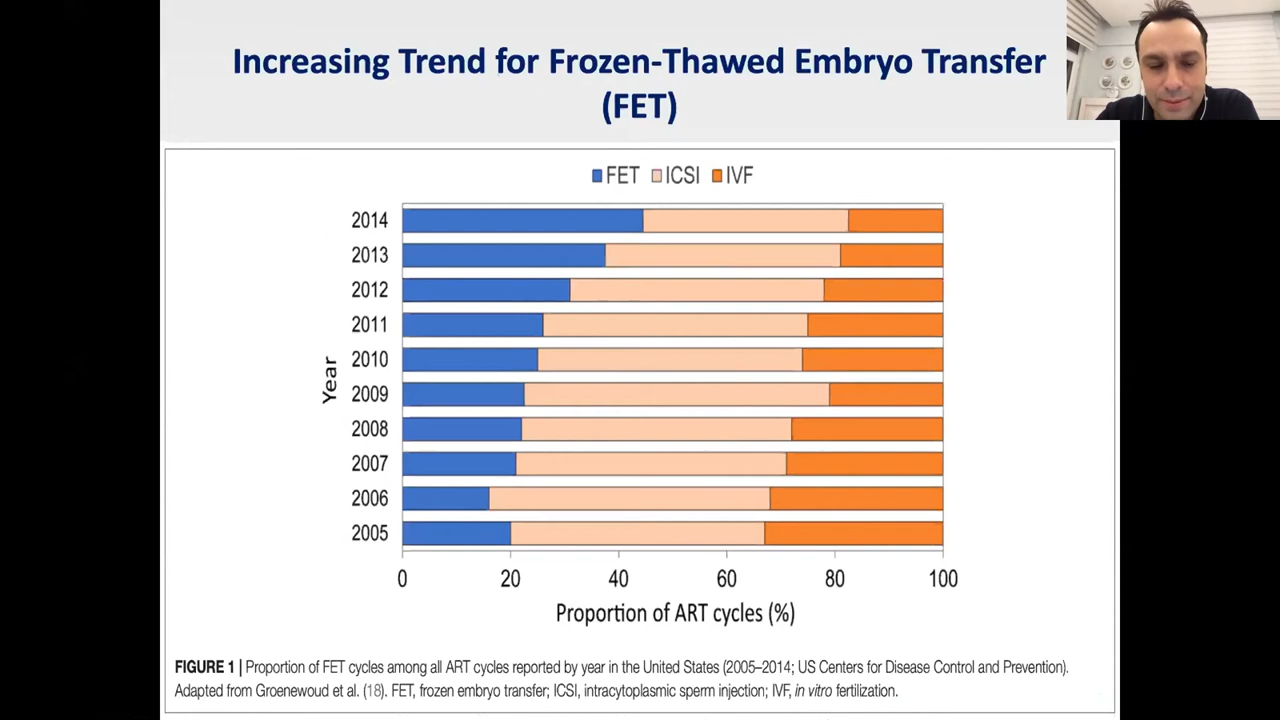 Increasing Trend for Frozen-Thawed Embryo Transfer
(FET)
FET ICSI IVF
2014
2013
2012
2011
2010
2009
2008
2007
2006
2005
Year
0 20 40 60 80 100
Proportion of ART cycles (%)
FIGURE 1 | Proportion of FET cycles among all ART cycles reported by year in the United States (2005–2014; US Centers for Disease Control and Prevention).
Adapted from Groenewoud et al. (18). FET, frozen embryo transfer; ICSI, intracytoplasmic sperm injection; IVF, in vitro fertilization.